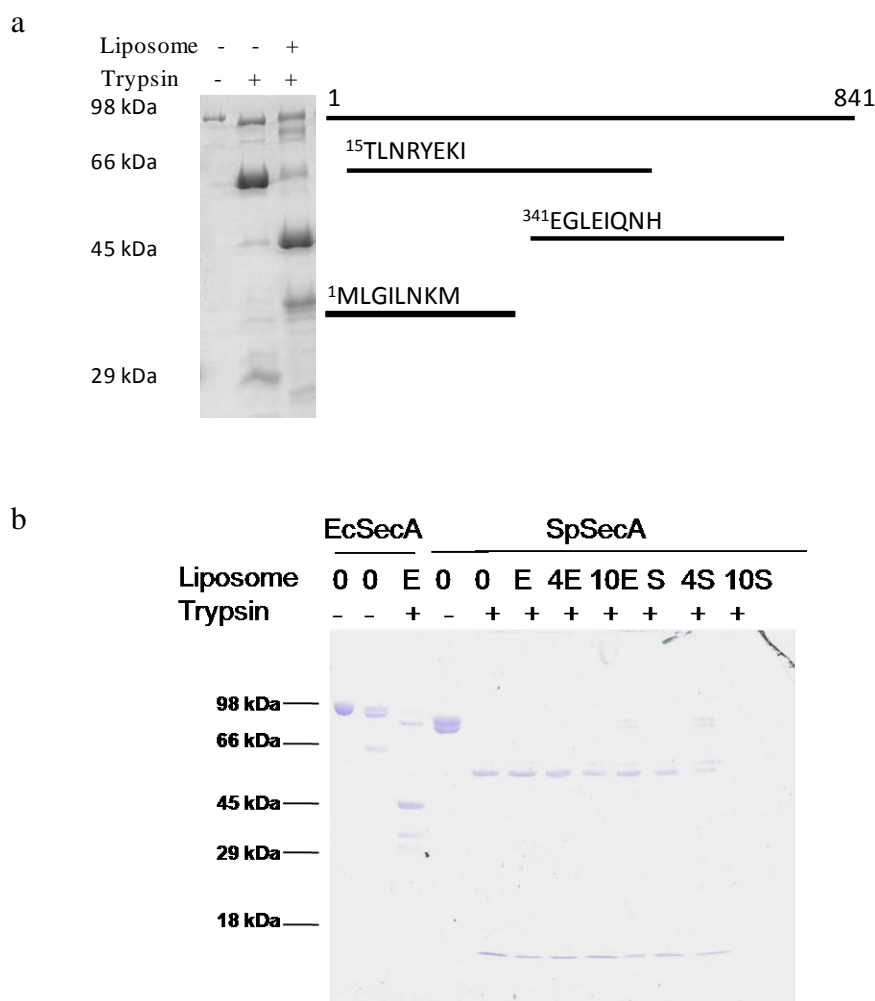 a
Liposome - - +
Trypsin - + +
98 kDa
66 kDa
45 kDa
29 kDa
1 841
¹⁵TLNRYEKI
³⁴¹EGLEIQNH
¹MLGILNKM
b
EcSecA SpSecA
Liposome 0 0 E 0 0 E 4E 10E S 4S 10S
Trypsin - - + - + + + + + + +
98 kDa
66 kDa
45 kDa
29 kDa
18 kDa